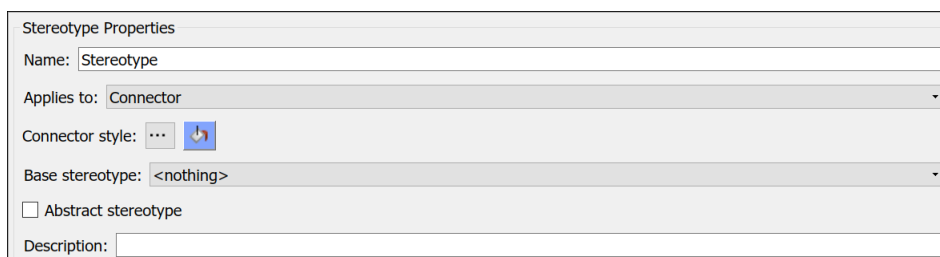 Stereotype Properties
Name: Stereotype
Applies to: Connector
Connector style: ...
Base stereotype: <nothing>
Abstract stereotype
Description: